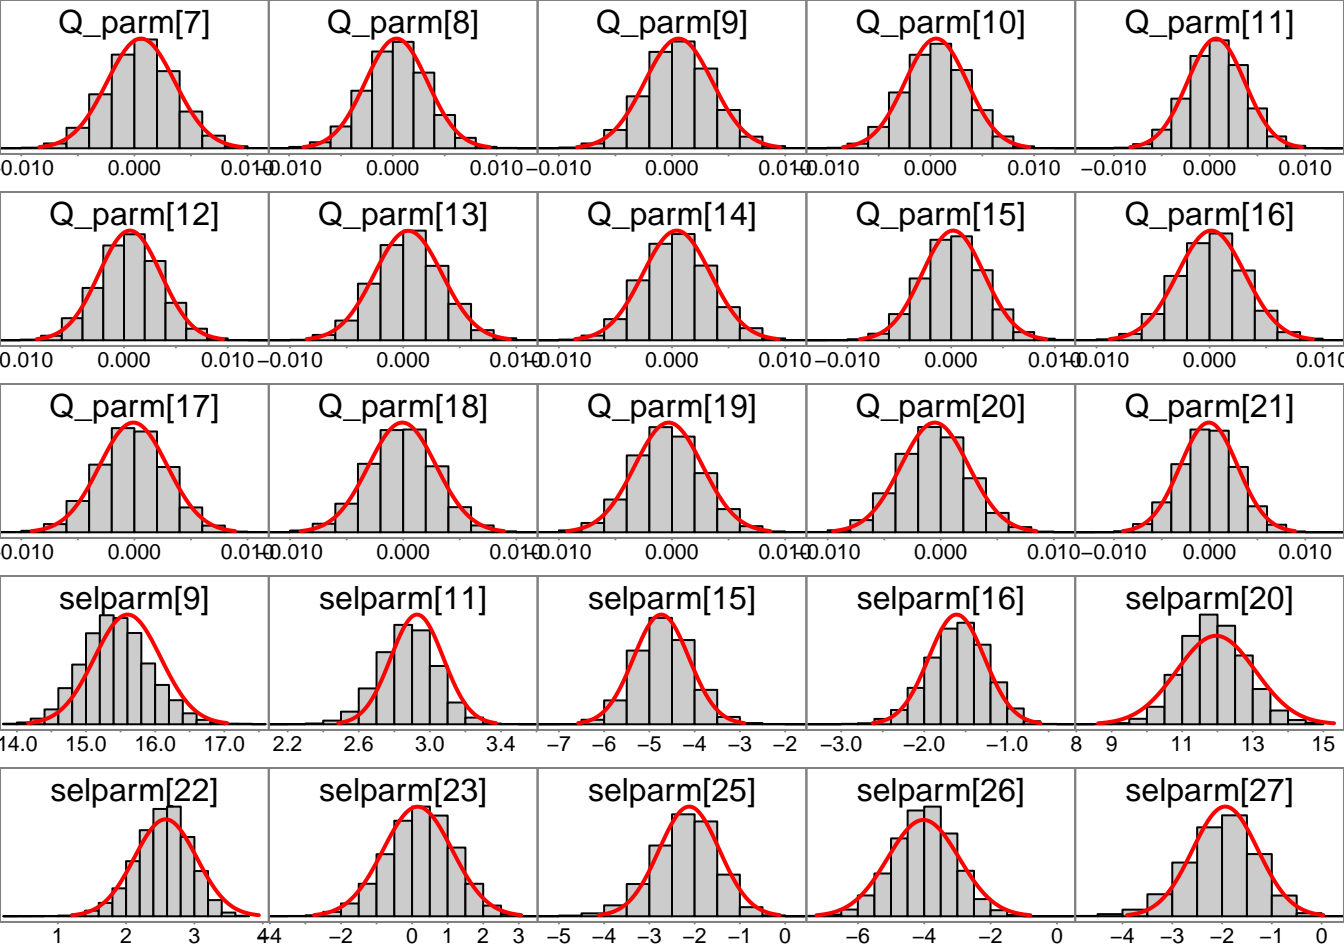 Q_parm[7] Q_parm[8] Q_parm[9] Q_parm[10] Q_parm[11]
0.000 0.010 0.000 0.010 −0.010 0.000 0.010 0.000 0.010 −0.010 0.000 0.010
Q_parm[12] Q_parm[13] Q_parm[14] Q_parm[15] Q_parm[16]
0.010 0.000 0.010 −0.010 0.000 0.010 0.010 0.000 0.010 −0.010 0.000 0.010 0.010 0.000 0.010
Q_parm[17] Q_parm[18] Q_parm[19] Q_parm[20] Q_parm[21]
0.010 0.000 0.010 0.010 0.000 0.010 −0.010 0.000 0.010 0.010 0.000 0.010 −0.010 0.000 0.010
selparm[9] selparm[11] selparm[15] selparm[16] selparm[20]
14.0 15.0 16.0 17.0 2.2 2.6 3.0 3.4 −7 −6 −5 −4 −3 −2 −3.0 −2.0 −1.0 8 9 11 13 15
selparm[22] selparm[23] selparm[25] selparm[26] selparm[27]
1 2 3 4 −4 −2 0 1 2 3 −5 −4 −3 −2 −1 0 −6 −4 −2 0 −4 −3 −2 −1 0